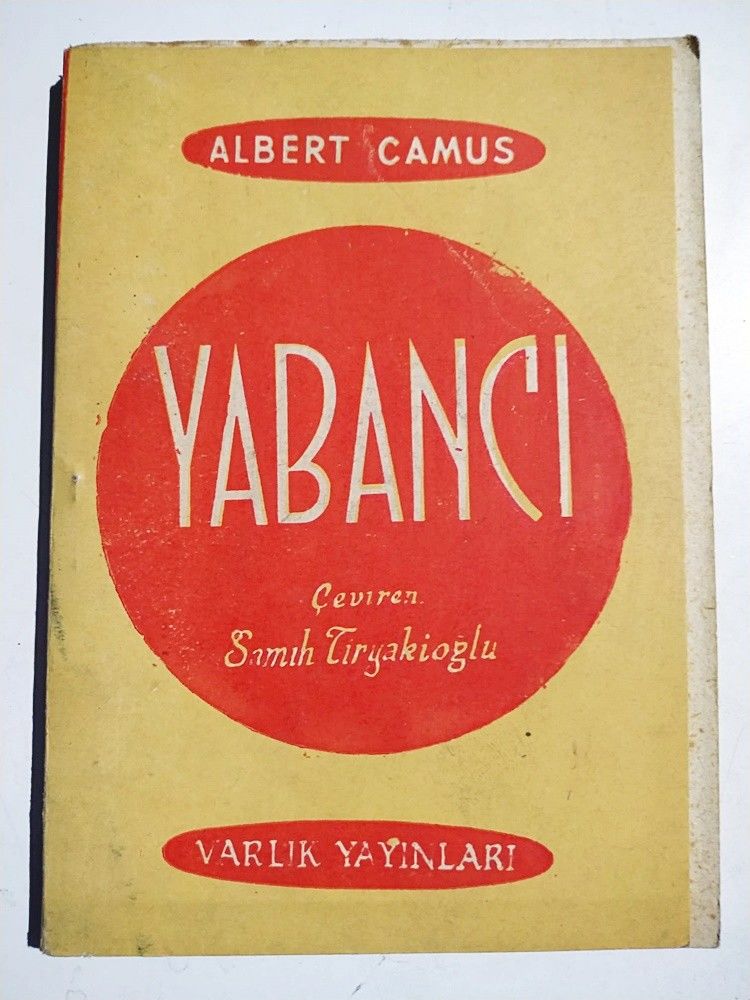 ALBERT CAMUS
YABANCI
Çeviren
Samih Tiryakioğlu
VARLIK YAYINLARI